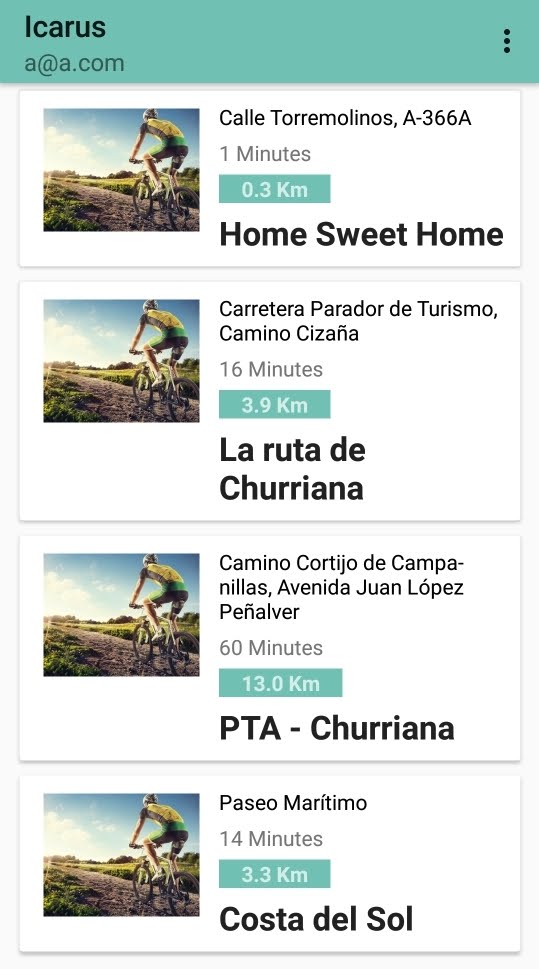 Icarus
a@a.com
Calle Torremolinos, A-366A
1 Minutes
0.3 Km
Home Sweet Home
Carretera Parador de Turismo,
Camino Cizaña
16 Minutes
3.9 Km
La ruta de
Churriana
Camino Cortijo de Campa-
nillas, Avenida Juan López
Peñalver
60 Minutes
13.0 Km
PTA - Churriana
Paseo Marítimo
14 Minutes
3.3 Km
Costa del Sol